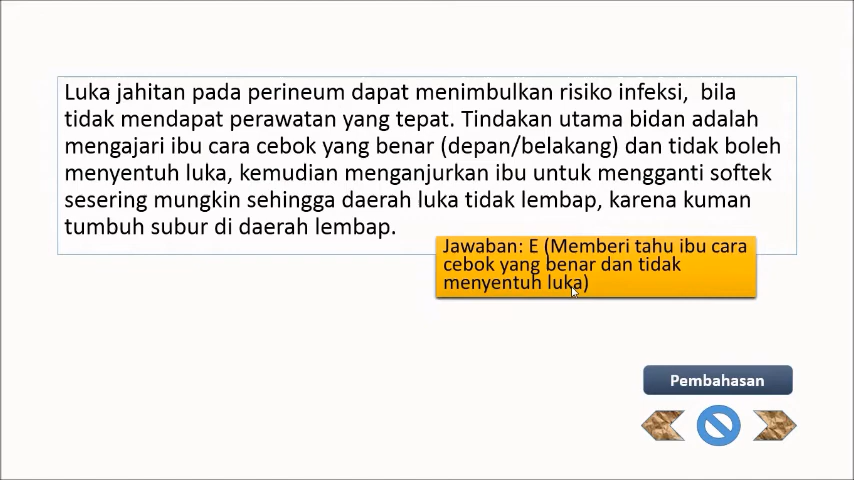 Luka jahitan pada perineum dapat menimbulkan risiko infeksi,  bila
tidak mendapat perawatan yang tepat. Tindakan utama bidan adalah
mengajari ibu cara cebok yang benar (depan/belakang) dan tidak boleh
menyentuh luka, kemudian menganjurkan ibu untuk mengganti softek
sesering mungkin sehingga daerah luka tidak lembap, karena kuman
tumbuh subur di daerah lembap.
Jawaban: E (Memberi tahu ibu cara
cebok yang benar dan tidak
menyentuh luka)
Pembahasan